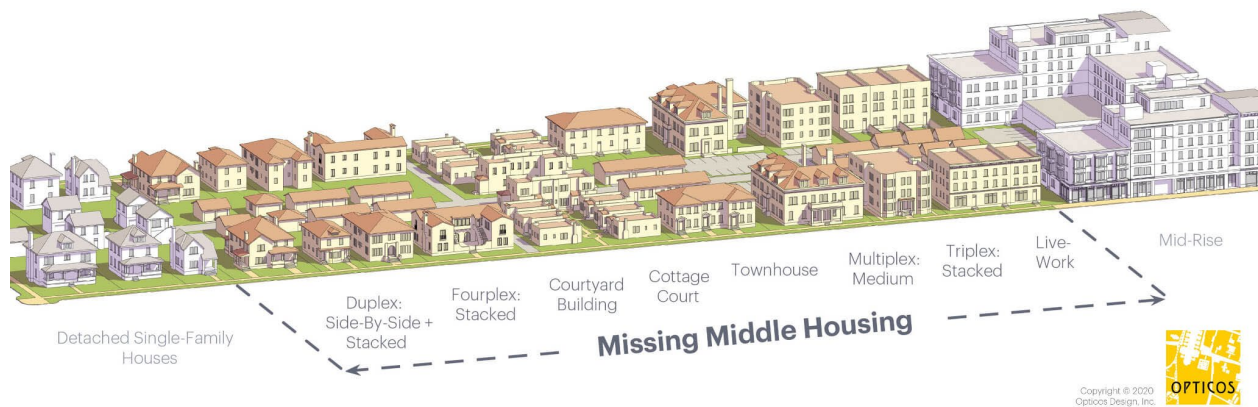 Detached Single-Family
Houses
Duplex:
Side-By-Side +
Stacked
Fourplex:
Stacked
Courtyard
Building
Cottage
Court
Townhouse
Multiplex:
Medium
Triplex:
Stacked
Live-
Work
Mid-Rise
Missing Middle Housing
Copyright © 2020
Opticos Design, Inc.
OPTICOS